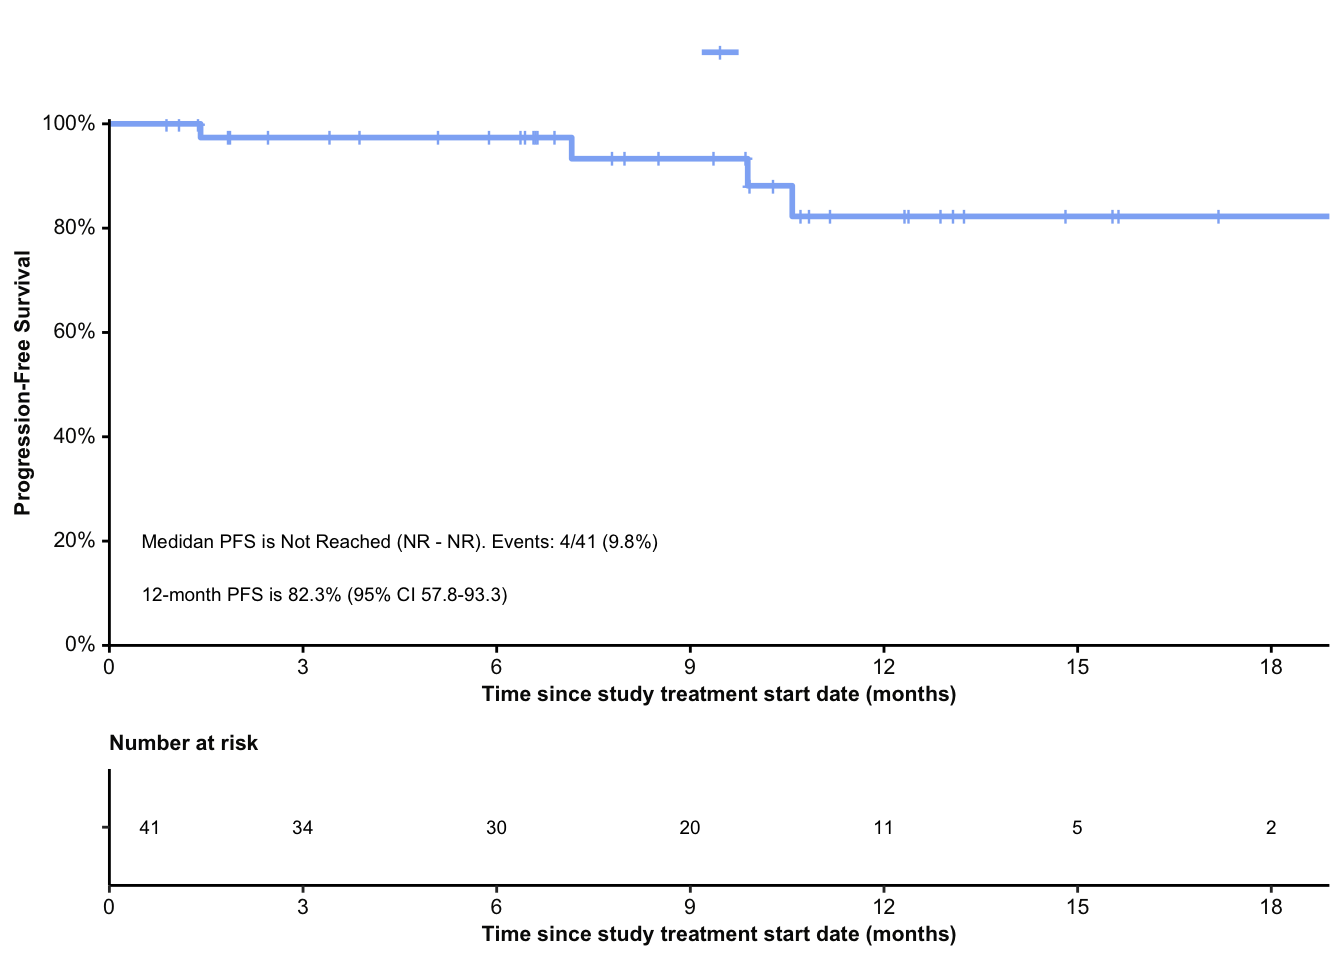 100%
80%
60%
40%
20%
0%
Progression-Free Survival
Medidan PFS is Not Reached (NR - NR). Events: 4/41 (9.8%)
12-month PFS is 82.3% (95% CI 57.8-93.3)
0 3 6 9 12 15 18
Time since study treatment start date (months)
Number at risk
41 34 30 20 11 5 2
0 3 6 9 12 15 18
Time since study treatment start date (months)